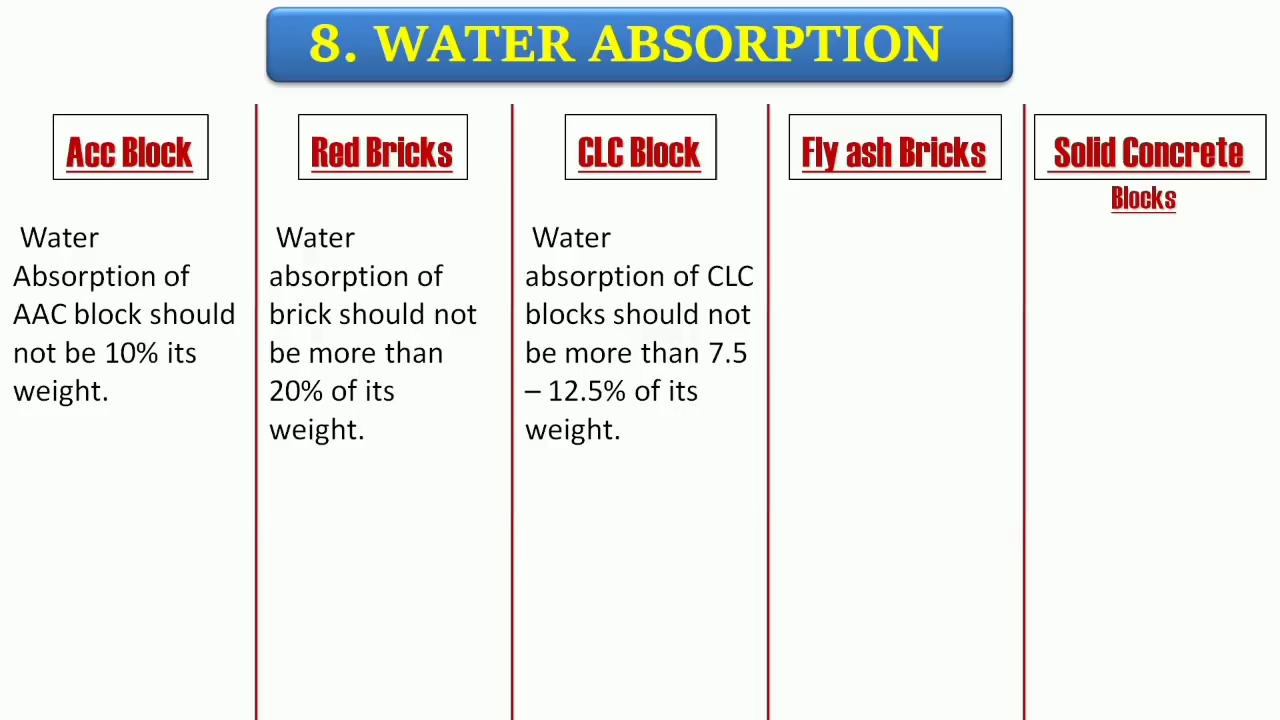 8. WATER ABSORPTION
Acc Block
Water
Absorption of
AAC block should
not be 10% its
weight.
Red Bricks
Water
absorption of
brick should not
be more than
20% of its
weight.
CLC Block
Water
absorption of CLC
blocks should not
be more than 7.5
– 12.5% of its
weight.
Fly ash Bricks
Solid Concrete
Blocks